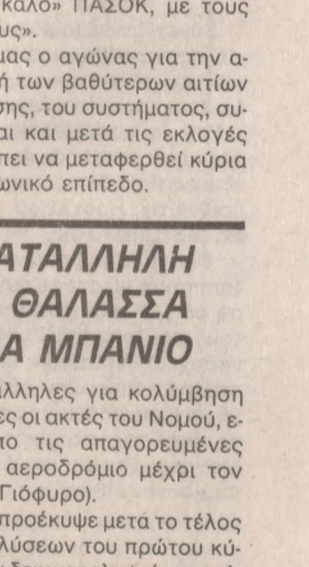 καλό» ΠΑΣΟΚ, με τους
υς».
μας ο αγώνας για την α-
ή των βαθύτερων αιτίων
σης, του συστήματος, συ-
αι και μετά τις εκλογές
πει να μεταφερθεί κύρια
ωνικό επίπεδο.
ΑΤΑΛΛΗΛΗ
ΘΑΛΑΣΣΑ
Α ΜΠΑΝΙΟ
άλληλες για κολύμβηση
ες οι ακτές του Νομού, ε-
πο τις απαγορευμένες
αεροδρόμιο μέχρι τον
Γιόφυρο).
προέκυψε μετά το τέλος
λύσεων του πρώτου κύ-